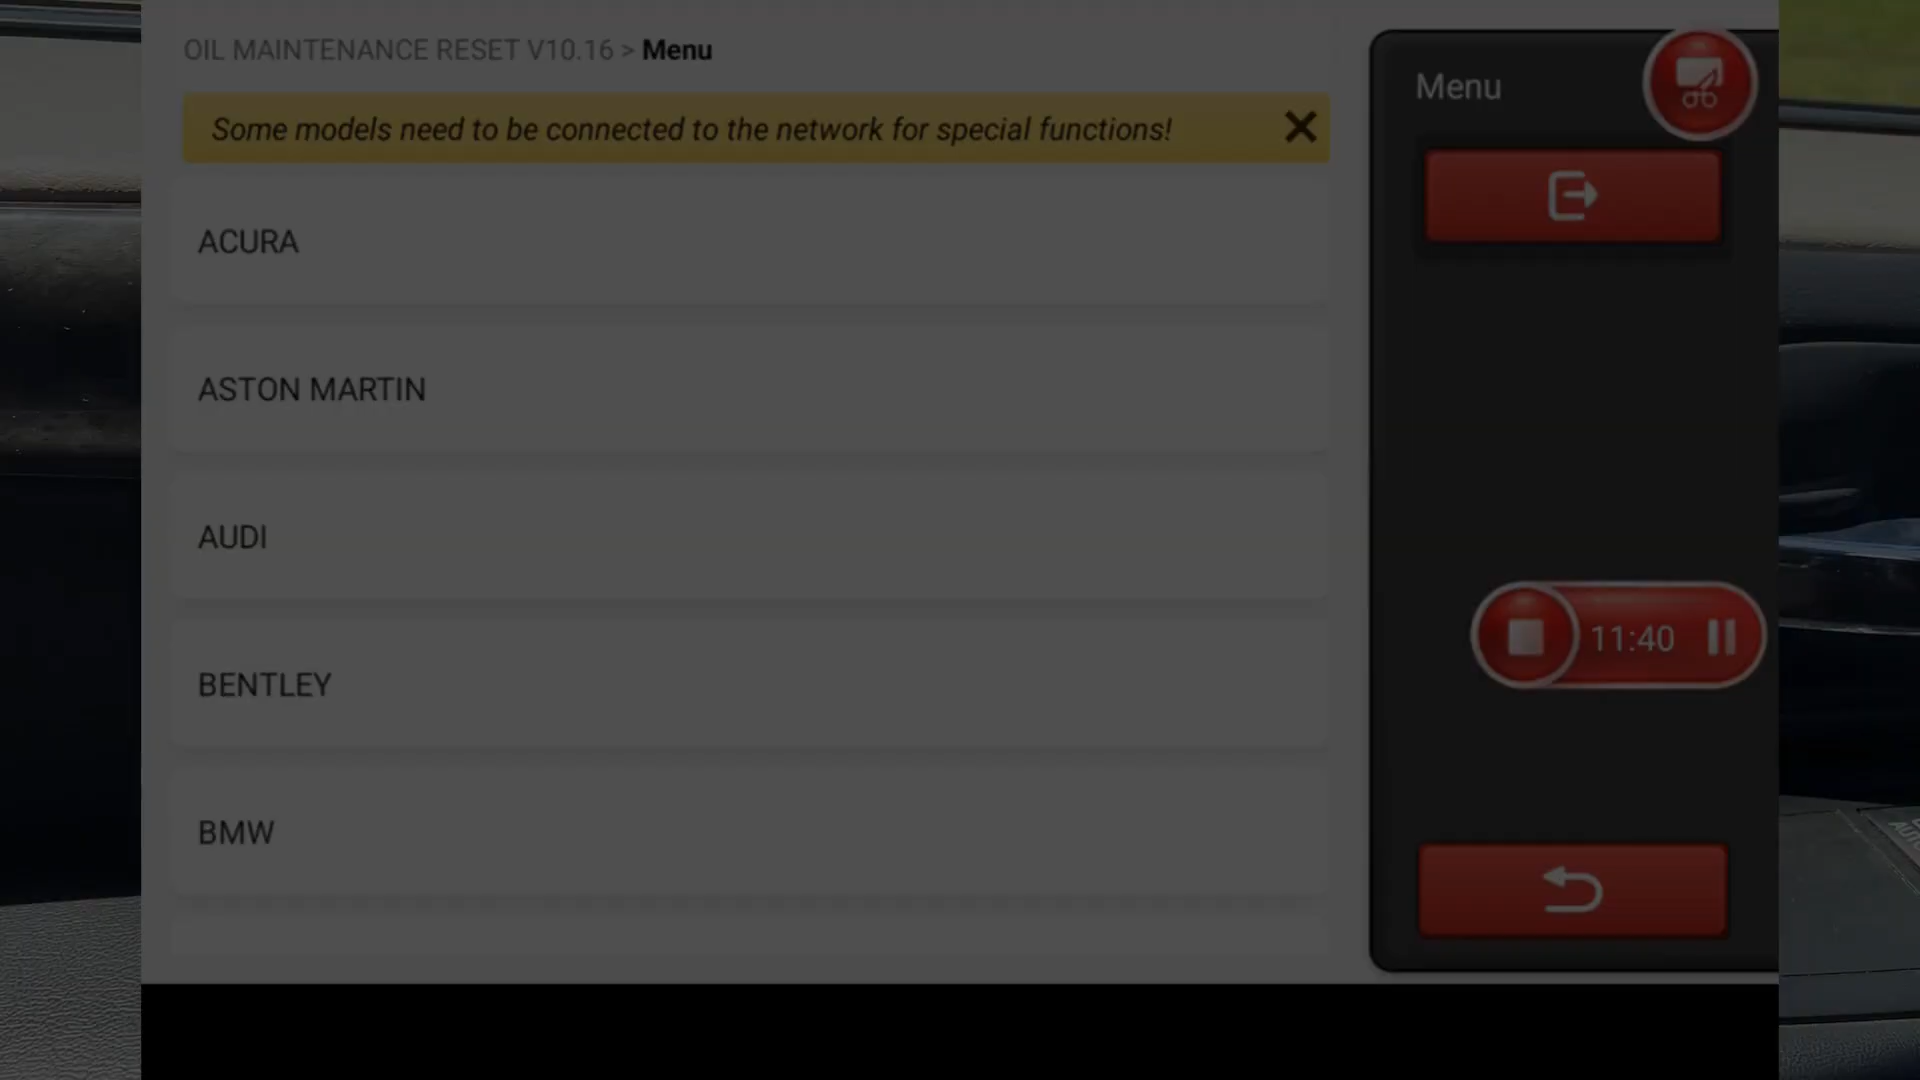 OIL MAINTENANCE RESET V10.16 > Menu
Some models need to be connected to the network for special functions!
ACURA
ASTON MARTIN
AUDI
BENTLEY
BMW
Menu
11:40